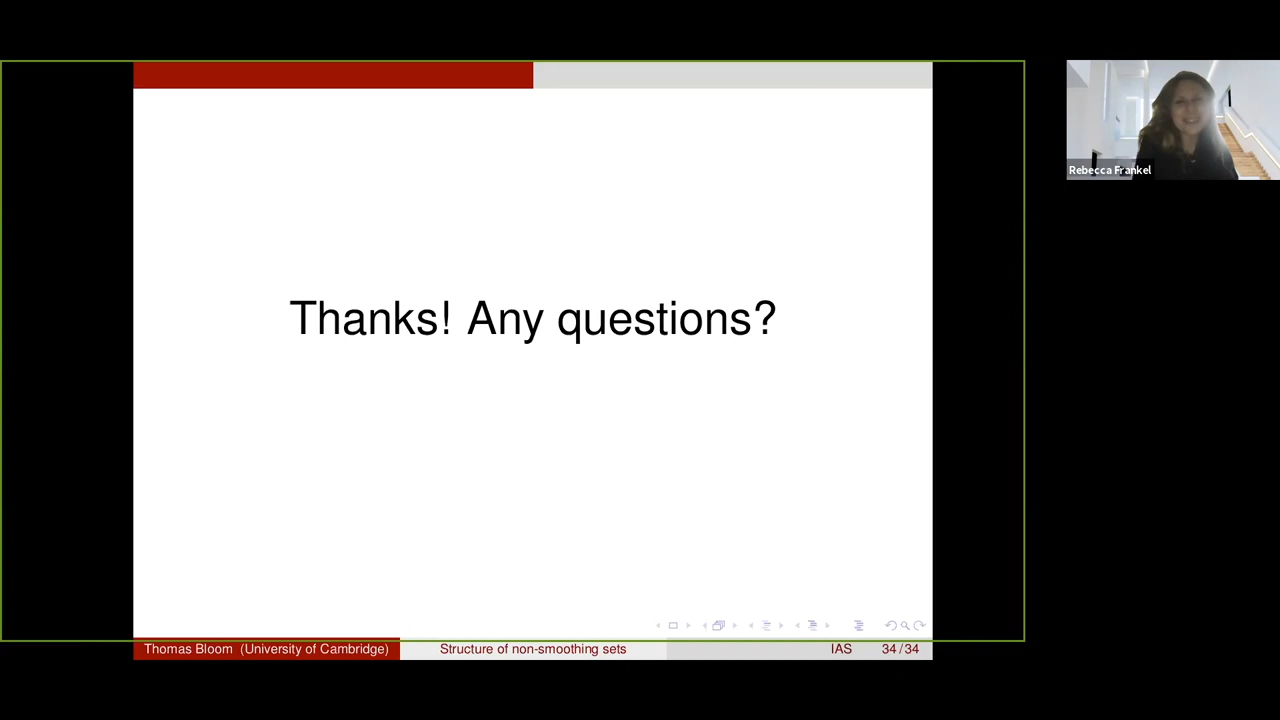 Thanks! Any questions?
Rebecca Frankel
Thomas Bloom (University of Cambridge)
Structure of non-smoothing sets
IAS
34/34